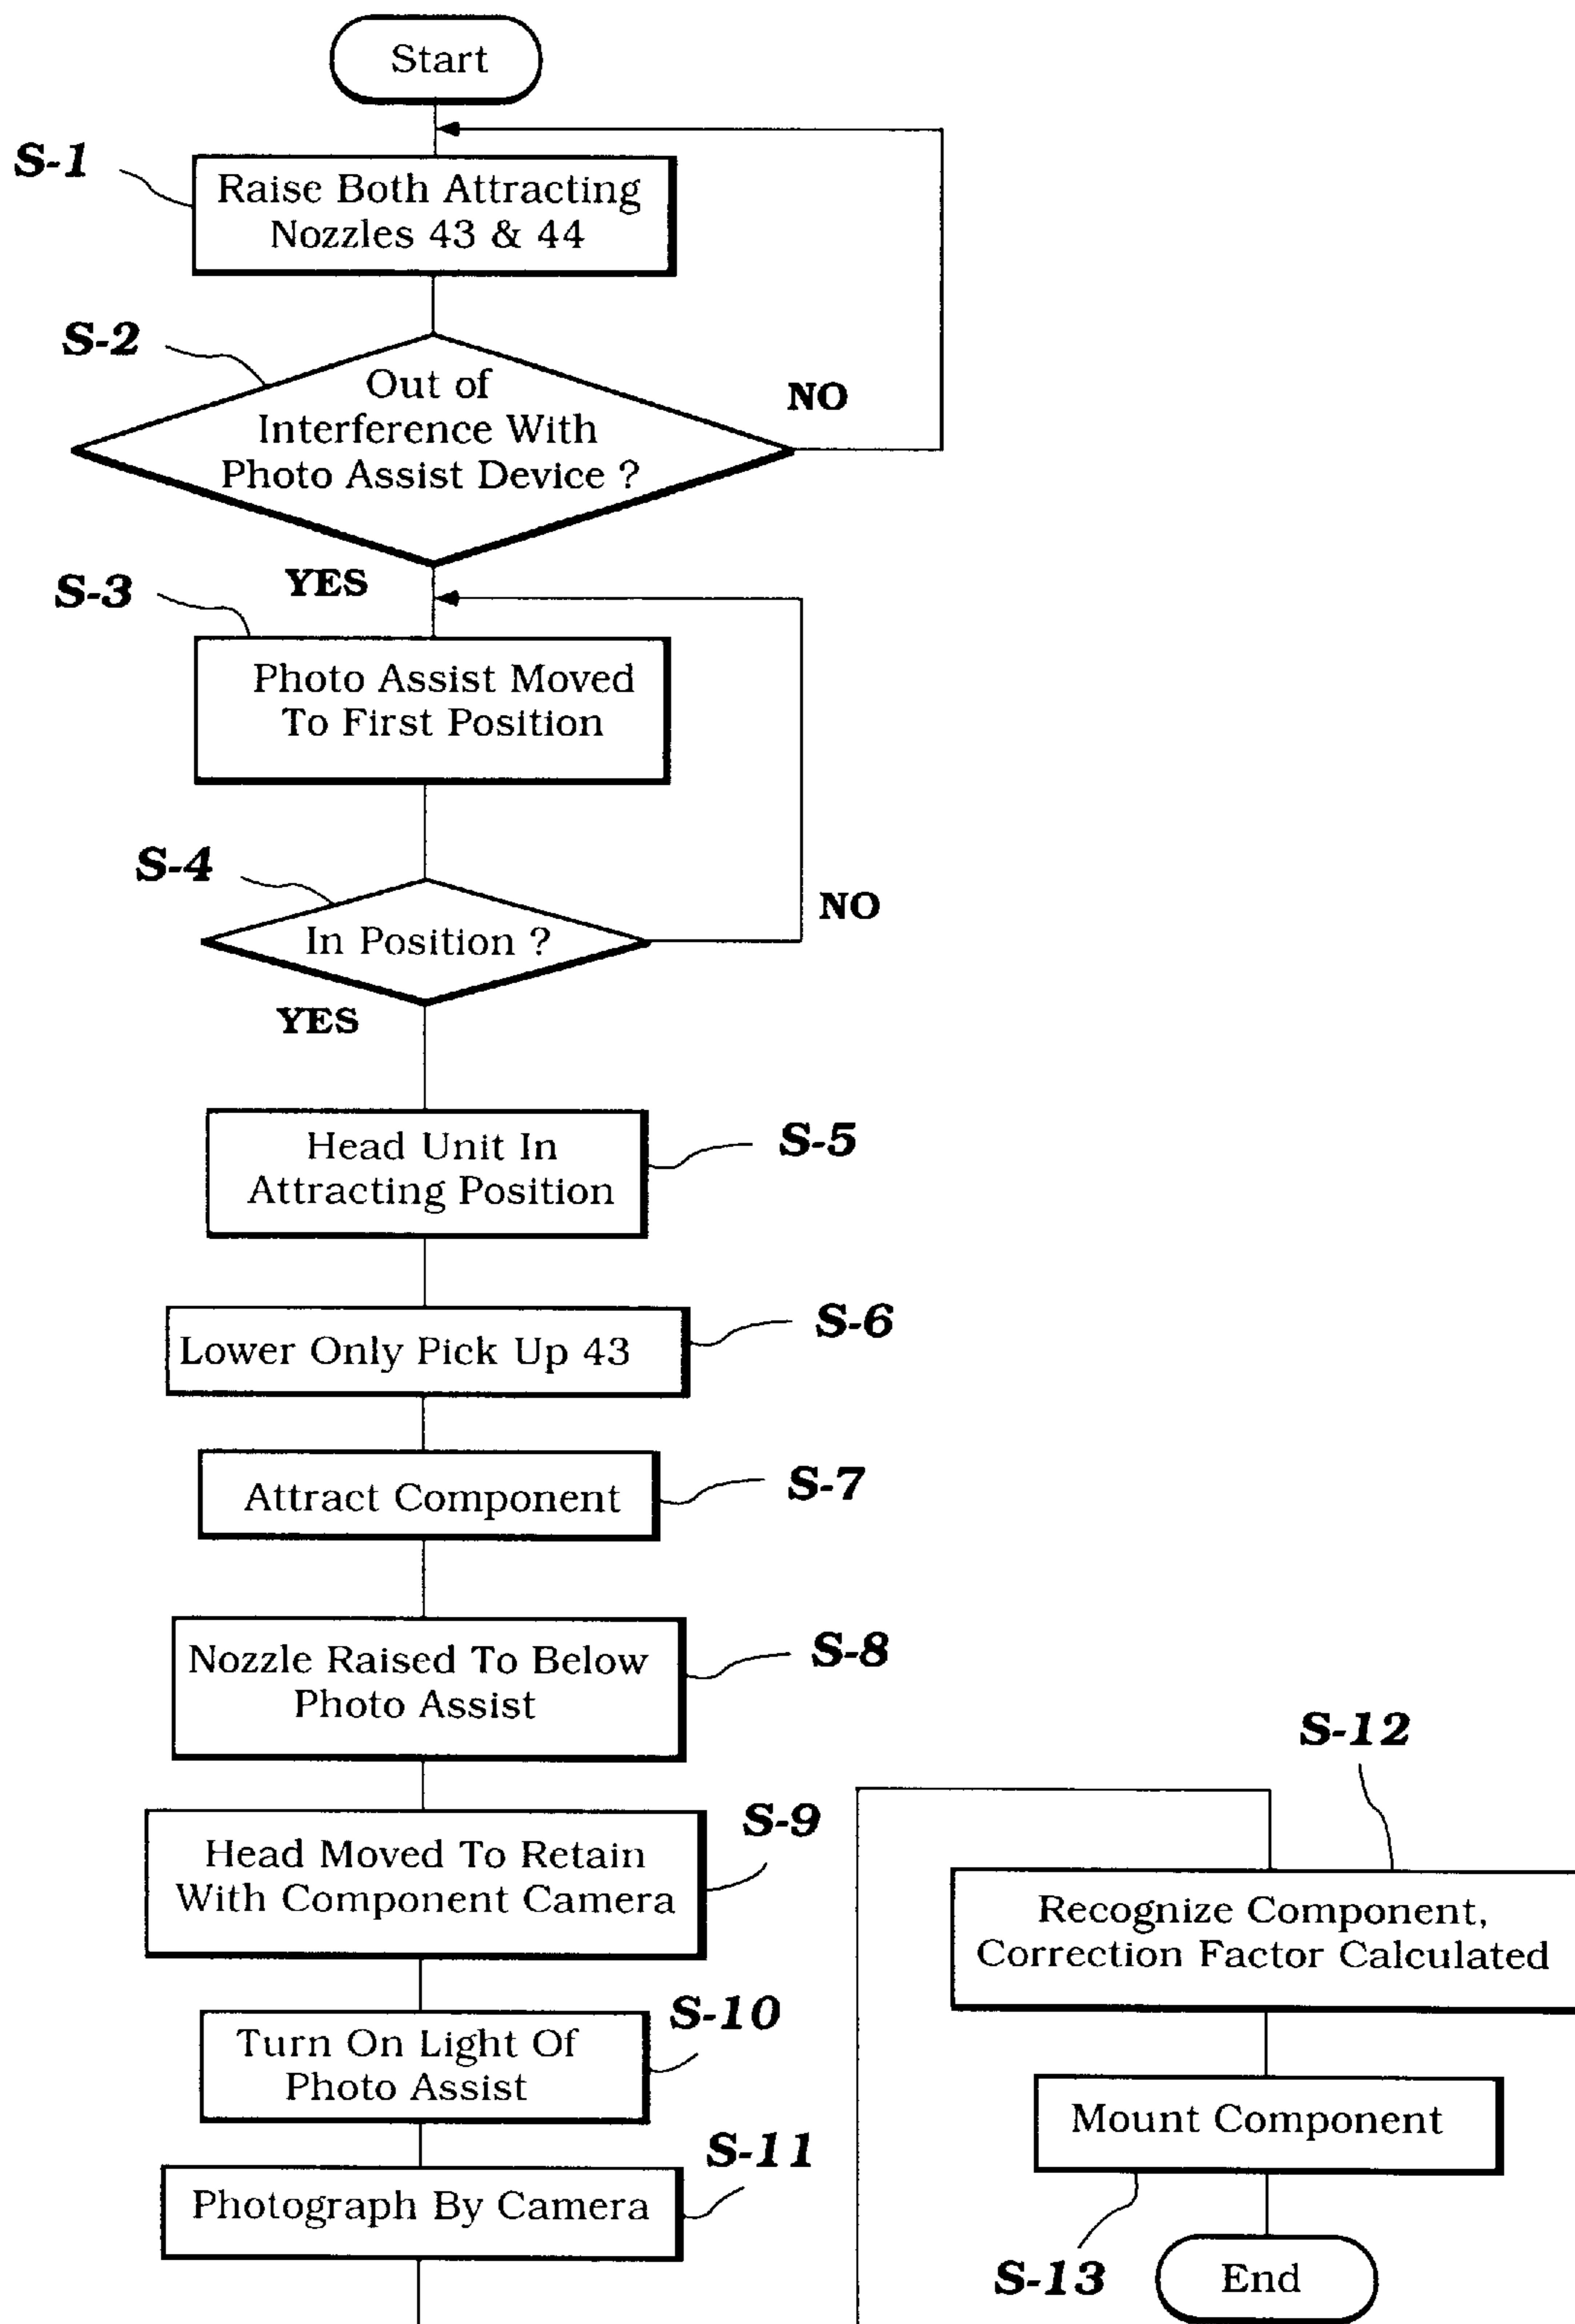 Start
S-1
Raise Both Attracting
Nozzles 43 & 44
S-2
Out of
Interference With
Photo Assist Device ?
NO
YES
S-3
Photo Assist Moved
To First Position
S-4
In Position ?
NO
YES
Head Unit In
Attracting Position
S-5
Lower Only Pick Up 43
S-6
Attract Component
S-7
Nozzle Raised To Below
Photo Assist
S-8
Head Moved To Retain
With Component Camera
S-9
Turn On Light Of
Photo Assist
S-10
Photograph By Camera
S-11
S-12
Recognize Component,
Correction Factor Calculated
Mount Component
S-13
End